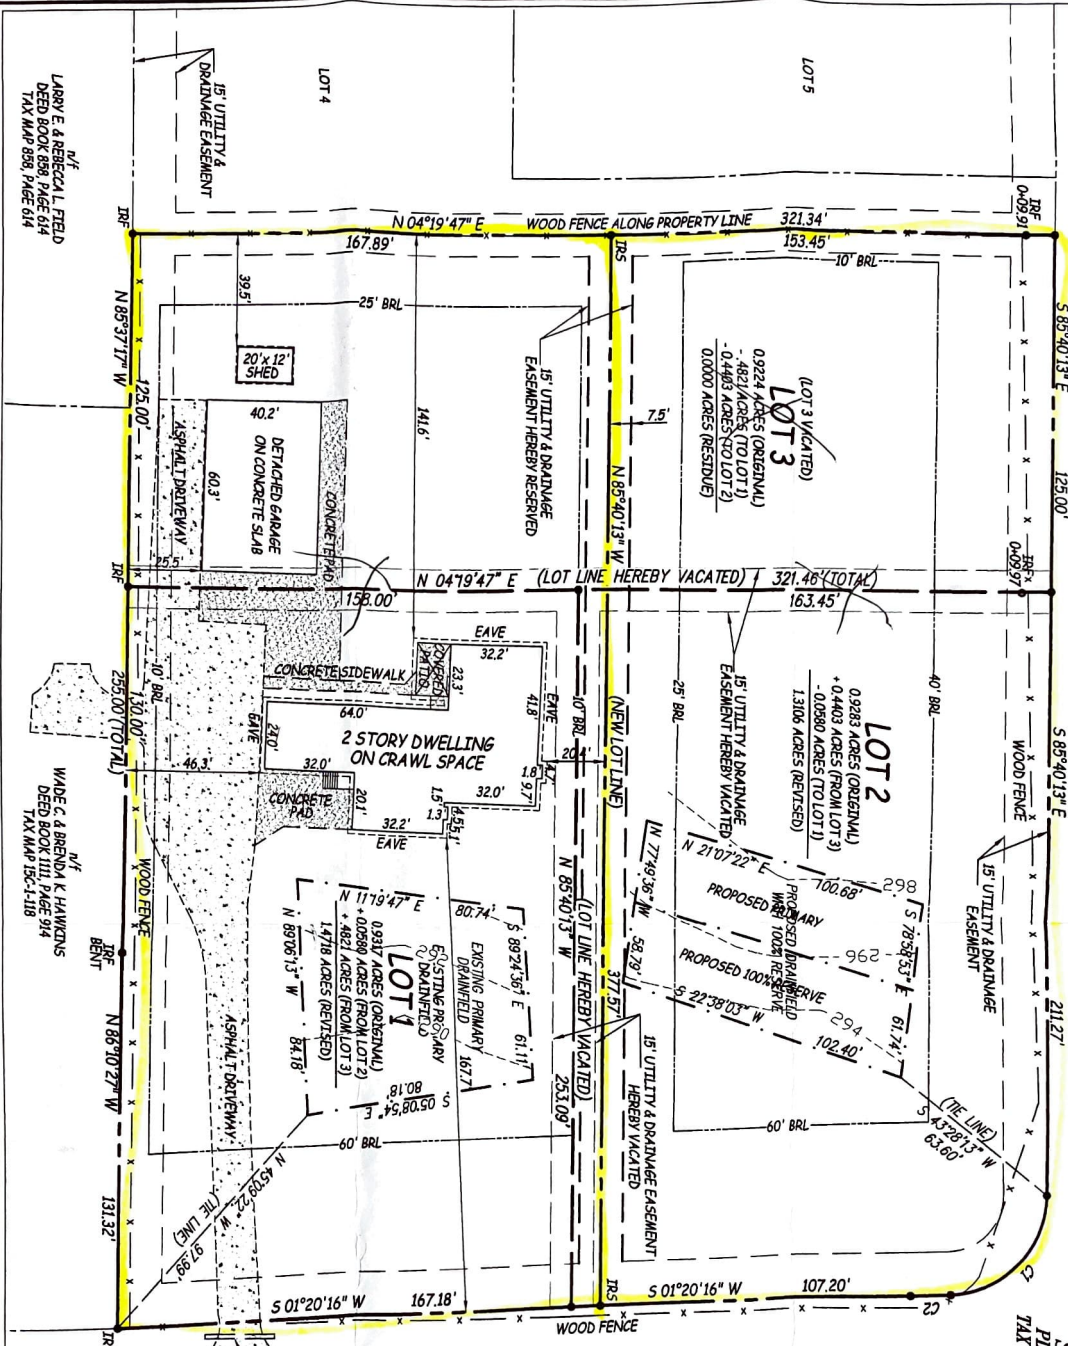 LOT 5
LOT 4
15' UTILITY &
DRAINAGE EASEMENT
n/f
LARRY E. & REBECCA L. FIELD
DEED BOOK 858, PAGE 614
TAX MAP 858, PAGE 614
IRF
0+09.91
IRF
N 04°19'47" E
WOOD FENCE ALONG PROPERTY LINE
321.34'
167.89'
IRS
153.45'
10' BRL
S 85°40'13" E
125.00'
39.5'
25' BRL
20' x 12'
SHED
N 85°37'17" W
125.00'
141.6'
15' UTILITY & DRAINAGE
EASEMENT HEREBY RESERVED
7.5'
(LOT 3 VACATED)
LOT 3
0.9224 ACRES (ORIGINAL)
- .4821 ACRES (TO LOT 1)
- 0.4403 ACRES (TO LOT 2)
0.0000 ACRES (RESIDUE)
40.2'
60.3'
DETACHED GARAGE
ON CONCRETE SLAB
CONCRETE PAD
ASPHALT DRIVEWAY
25.5'
N 85°40'13" W
IRF
N 04°19'47" E
(LOT LINE HEREBY VACATED)
321.46' (TOTAL)
158.00'
163.45'
IRF
0+09.97
EAVE
32.2'
COVERED
PATIO
23.3'
41.8'
EAVE
CONCRETE SIDEWALK
64.0'
2 STORY DWELLING
ON CRAWL SPACE
24.0'
EAVE
32.0'
CONCRETE
PAD
20.1'
32.2'
EAVE
1.5'
1.3'
32.0'
9.7'
1.8'
20.4'
10' BRL
46.3'
10' BRL
130.00'
255.00' (TOTAL)
(NEW LOT LINE)
25' BRL
15' UTILITY & DRAINAGE
EASEMENT HEREBY VACATED
LOT 2
0.9283 ACRES (ORIGINAL)
+ 0.4403 ACRES (FROM LOT 3)
- 0.0580 ACRES (TO LOT 1)
1.3106 ACRES (REVISED)
40' BRL
WOOD FENCE
S 85°40'13" E
211.27'
15' UTILITY & DRAINAGE
EASEMENT
n/f
WADE C. & BRENDA K. HAWKINS
DEED BOOK 1111, PAGE 914
TAX MAP 15C-1-118
WOOD FENCE
IRF
BENT
N 86°10'27" W
131.32'
ASPHALT DRIVEWAY
N 11°19'47" E
80.74'
S 89°24'36" E
61.11'
EXISTING PRIMARY
DRAINFIELD
167.7'
LOT 1
0.9317 ACRES (ORIGINAL)
+ 0.0580 ACRES (FROM LOT 2)
+ .4821 ACRES (FROM LOT 3)
1.4718 ACRES (REVISED)
N 89°06'13" W
84.18'
S 05°08'54" E
80.18'
60' BRL
N 45°09'22" W
97.99'
(TIE LINE)
N 85°40'13" W
253.09'
(LOT LINE HEREBY VACATED)
377.57'
15' UTILITY & DRAINAGE EASEMENT
HEREBY VACATED
N 77°49'36" W
58.79'
N 21°07'22" E
100.68'
298
296
294
PROPOSED PRIMARY
PROPOSED DRAINFIELD
W/ 100% RESERVE
PROPOSED 100% RESERVE
S 78°58'53" E
61.74'
S 22°38'03" W
102.40'
60' BRL
(TIE LINE)
S 43°28'13" W
63.60'
S 01°20'16" W
167.18'
WOOD FENCE
IRS
S 01°20'16" W
107.20'
C2
C1